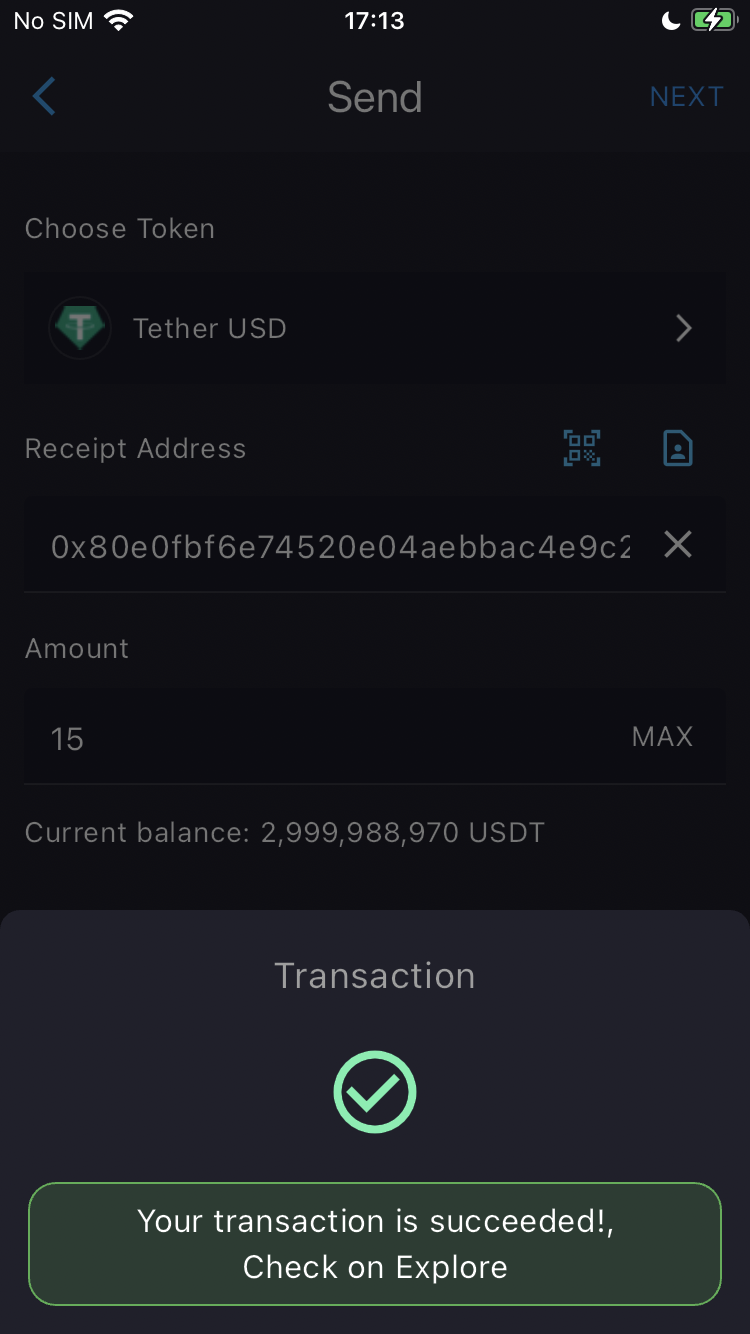 No SIM 17:13
Send NEXT
Choose Token
Tether USD
Receipt Address
0x80e0fbf6e74520e04aebbac4e9c2
Amount
15 MAX
Current balance: 2,999,988,970 USDT
Transaction
Your transaction is succeeded!,
Check on Explore